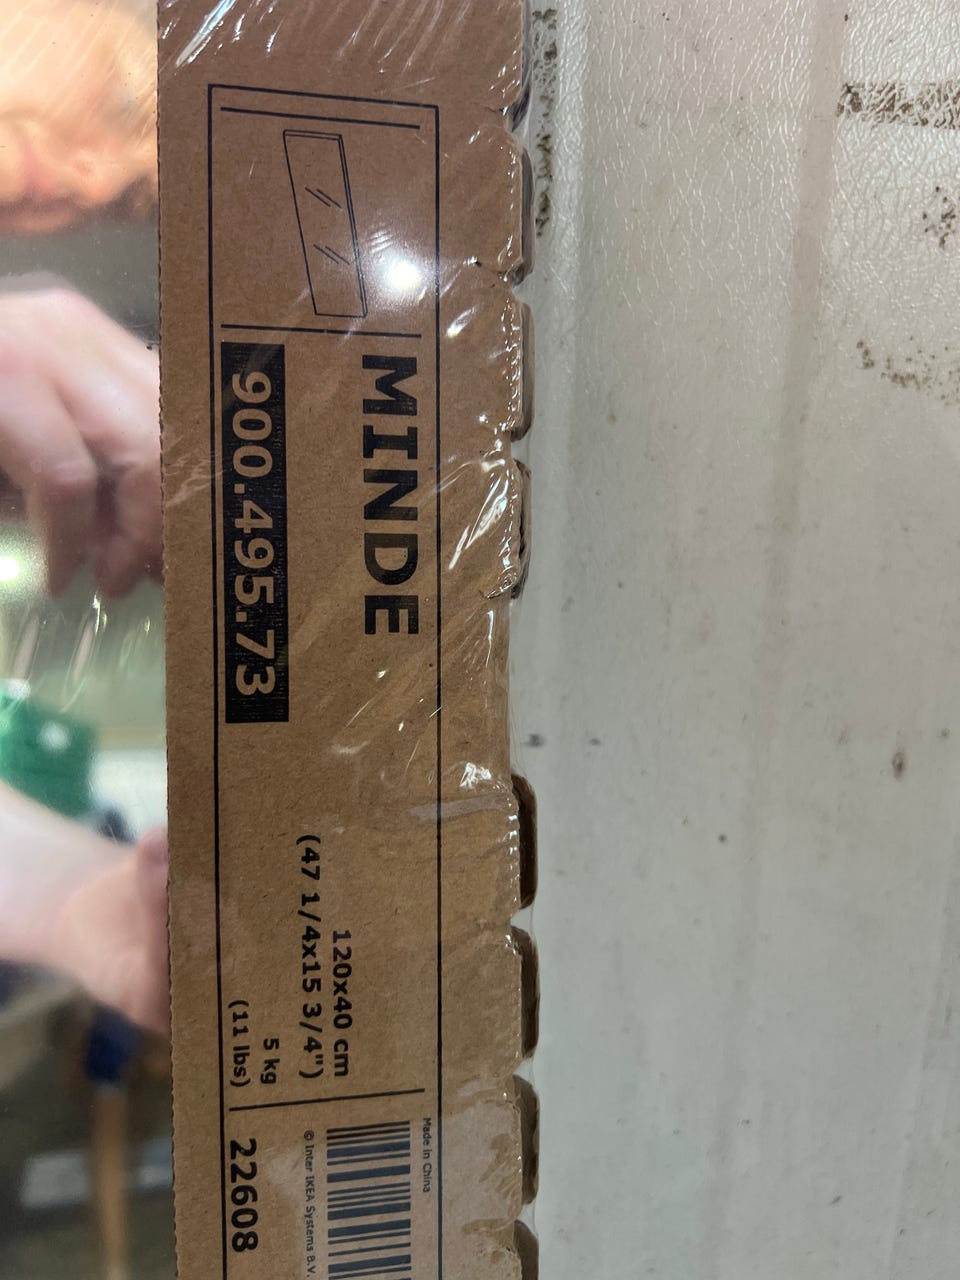 MINDE
900.495.73
120x40 cm
(47 1/4x15 3/4")
5 kg
(11 lbs)
Made in China
© Inter IKEA Systems B.V.
22608